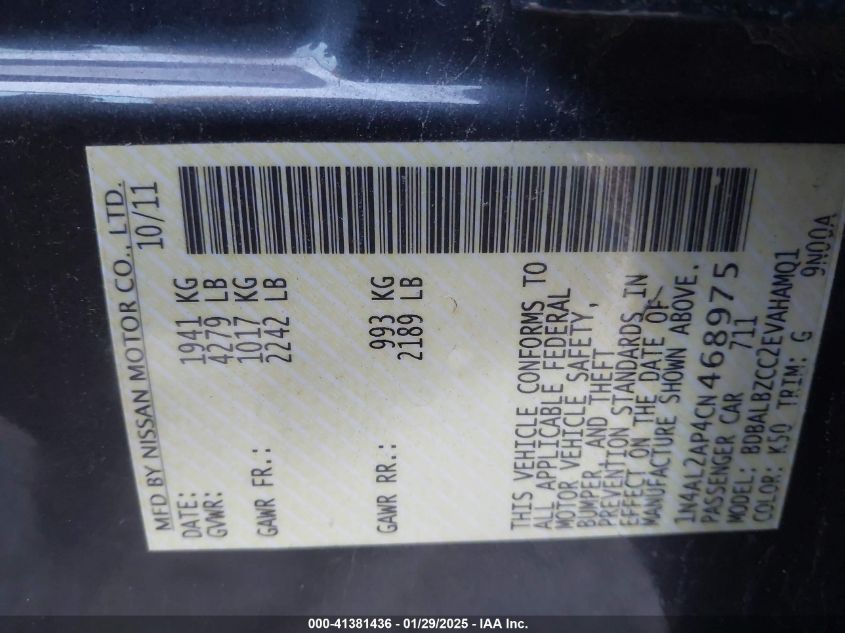 MFD BY NISSAN MOTOR CO., LTD.
DATE: 10/11
GVWR: 1941 KG
4279 LB
GAWR FR.: 1017 KG
2242 LB
GAWR RR.: 993 KG
2189 LB
THIS VEHICLE CONFORMS TO
ALL APPLICABLE FEDERAL
MOTOR VEHICLE SAFETY,
BUMPER, AND THEFT
PREVENTION STANDARDS IN
EFFECT ON THE DATE OF
MANUFACTURE SHOWN ABOVE.
1N4AL2AP4CN468975
PASSENGER CAR 711
MODEL: BDBALBZCC2EVAHAMQ1
COLOR: K50 TRIM: G 9N00A
000-41381436 - 01/29/2025 - IAA Inc.